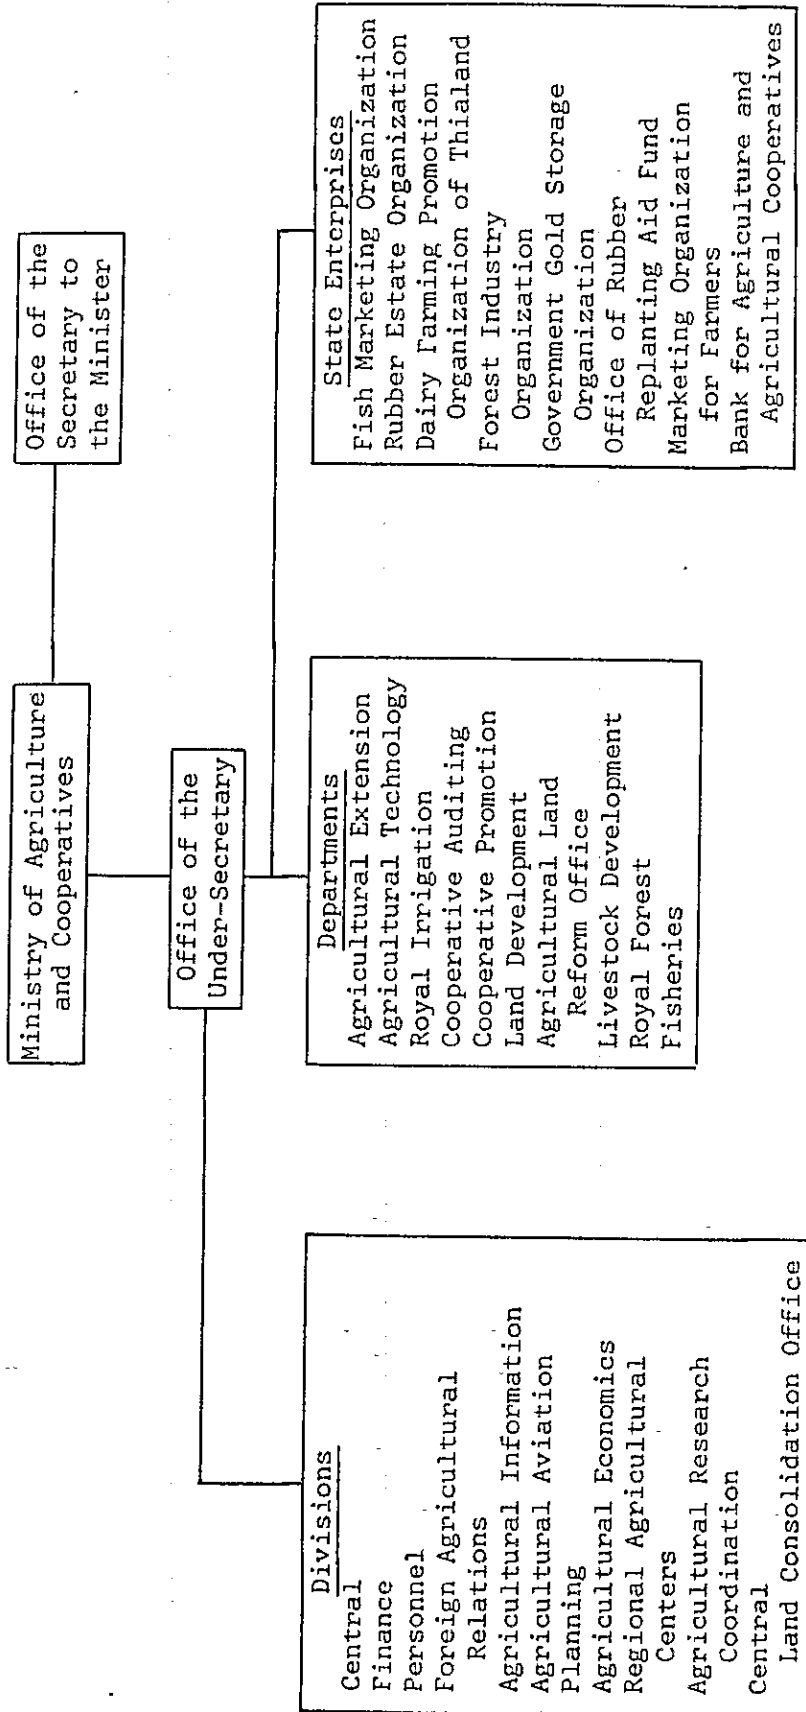 Ministry of Agriculture
and Cooperatives
Office of the
Secretary to
the Minister
Office of the
Under-Secretary
Divisions
Central
Finance
Personnel
Foreign Agricultural
Relations
Agricultural Information
Agricultural Aviation
Planning
Agricultural Economics
Regional Agricultural
Centers
Agricultural Research
Coordination
Central
Land Consolidation Office
Departments
Agricultural Extension
Agricultural Technology
Royal Irrigation
Cooperative Auditing
Cooperative Promotion
Land Development
Agricultural Land
Reform Office
Livestock Development
Royal Forest
Fisheries
State Enterprises
Fish Marketing Organization
Rubber Estate Organization
Dairy Farming Promotion
Organization of Thialand
Forest Industry
Organization
Government Gold Storage
Organization
Office of Rubber
Replanting Aid Fund
Marketing Organization
for Farmers
Bank for Agriculture and
Agricultural Cooperatives